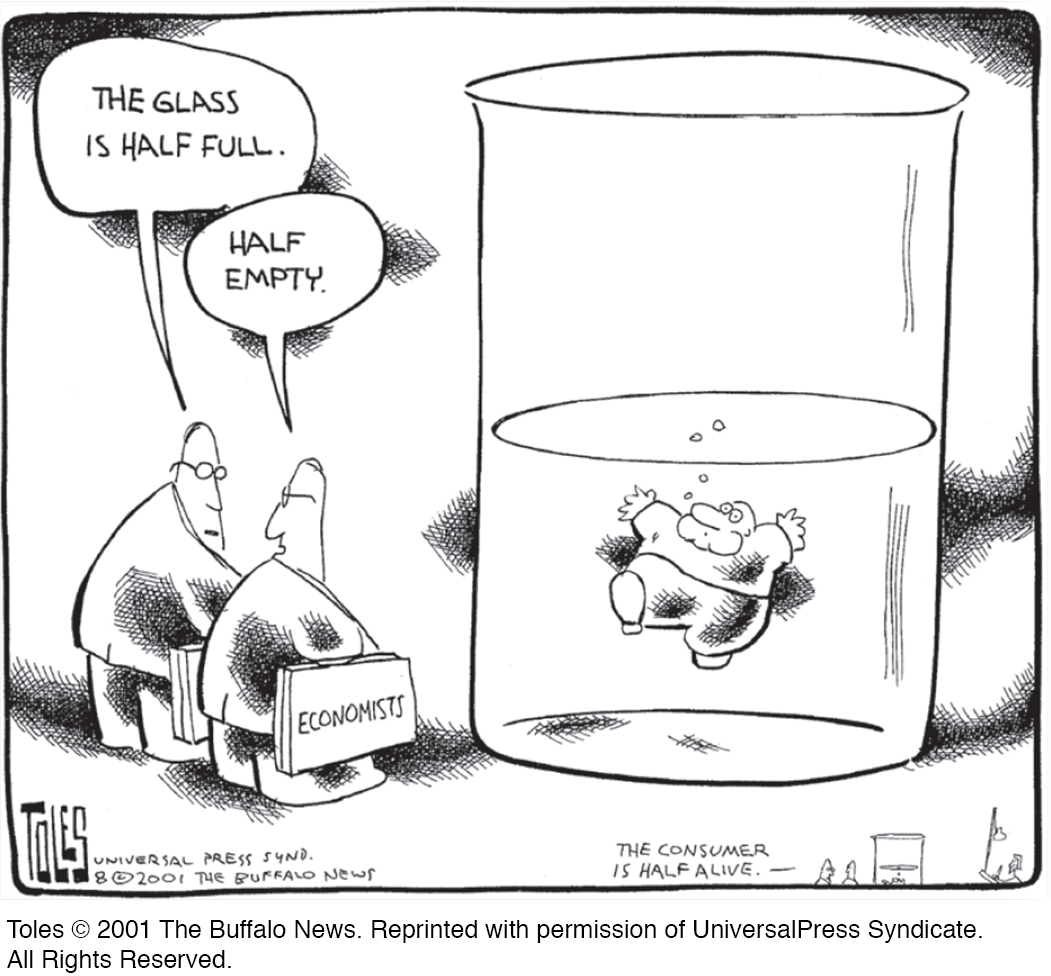 THE GLASS
IS HALF FULL.
HALF
EMPTY.
ECONOMISTS
TOLES
UNIVERSAL PRESS SYND.
8 © 2001 THE BUFFALO NEWS
THE CONSUMER
IS HALF ALIVE. —
Toles © 2001 The Buffalo News. Reprinted with permission of UniversalPress Syndicate.
All Rights Reserved.